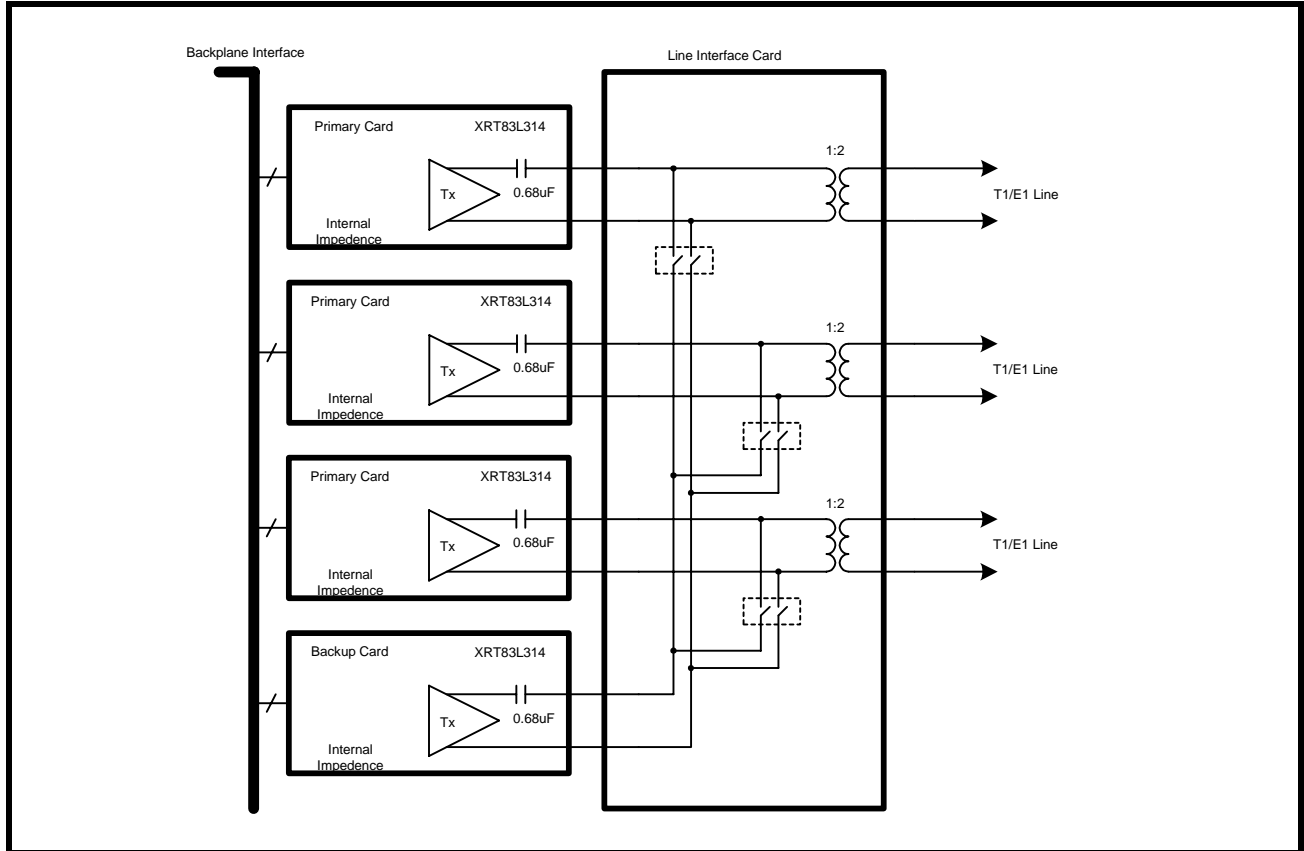 Backplane Interface
Line Interface Card
Primary Card
XRT83L314
Tx
0.68uF
Internal
Impedence
1:2
T1/E1 Line
Primary Card
XRT83L314
Tx
0.68uF
Internal
Impedence
1:2
T1/E1 Line
Primary Card
XRT83L314
Tx
0.68uF
Internal
Impedence
1:2
T1/E1 Line
Backup Card
XRT83L314
Tx
0.68uF
Internal
Impedence